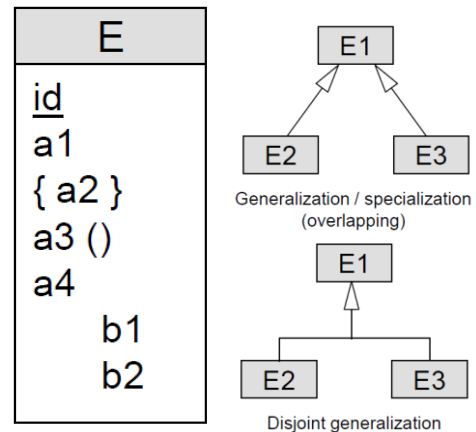 E
id
a1
{ a2 }
a3 ()
a4
b1
b2
E1
E2 E3
Generalization / specialization
(overlapping)
E1
E2 E3
Disjoint generalization